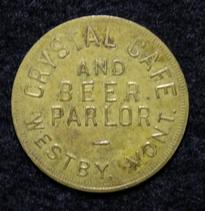 CRYSTAL CAFE
AND
BEER
PARLOR
WESTBY, MONT.